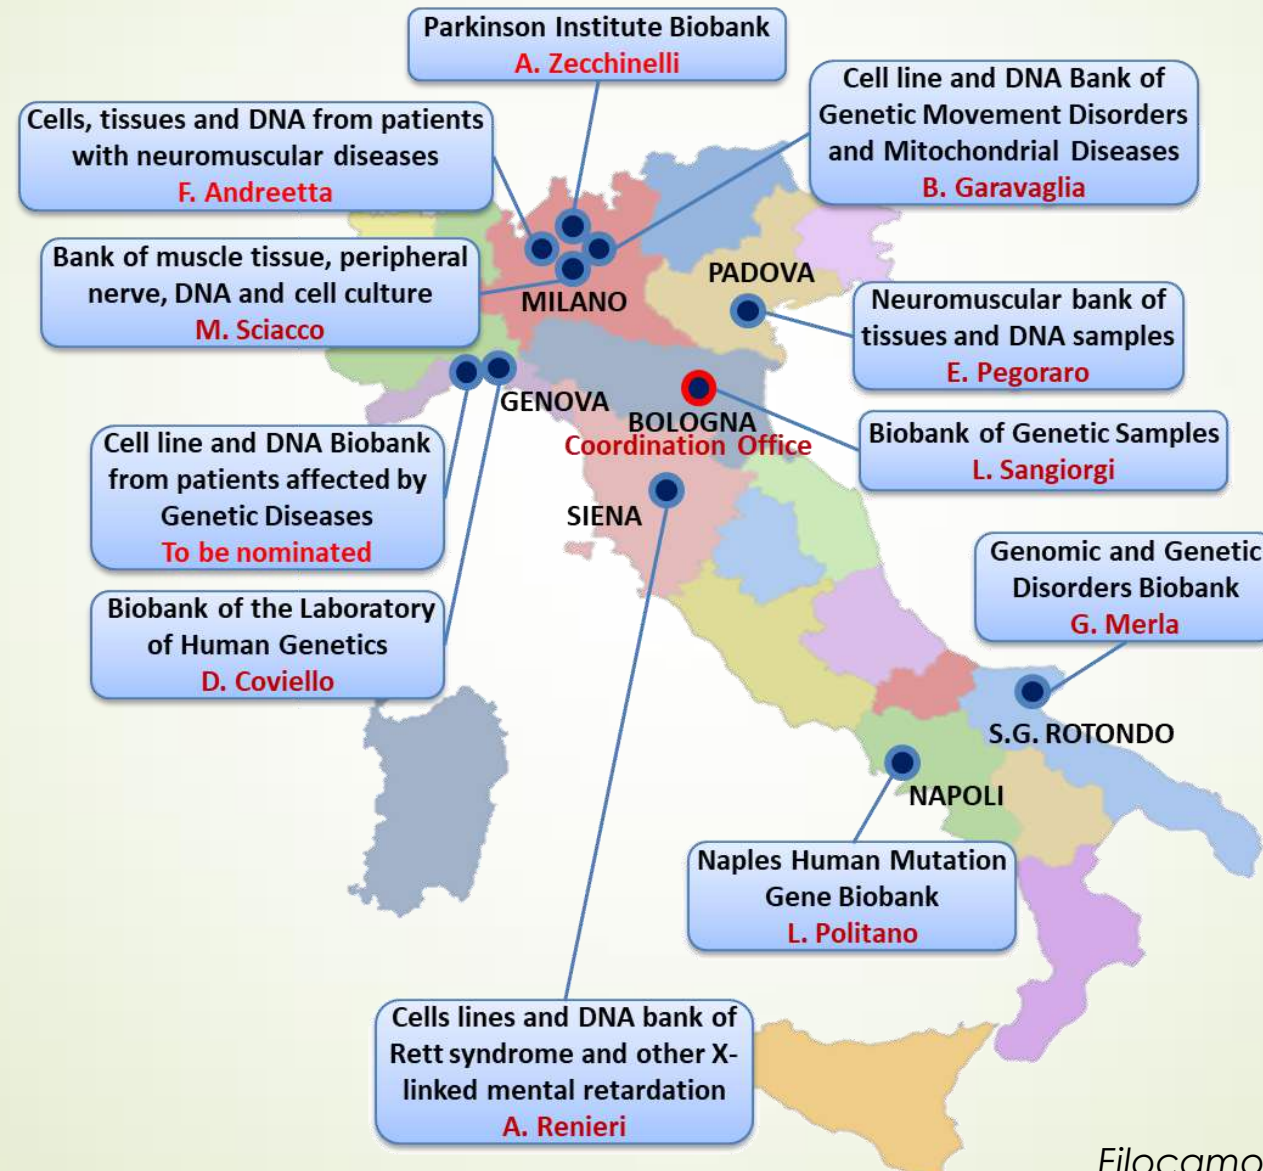 Parkinson Institute Biobank
A. Zecchinelli
Cell line and DNA Bank of
Genetic Movement Disorders
and Mitochondrial Diseases
B. Garavaglia
Cells, tissues and DNA from patients
with neuromuscular diseases
F. Andreetta
Bank of muscle tissue, peripheral
nerve, DNA and cell culture
M. Sciacco
MILANO
PADOVA
Neuromuscular bank of
tissues and DNA samples
E. Pegoraro
GENOVA
BOLOGNA
Coordination Office
Biobank of Genetic Samples
L. Sangiorgi
Cell line and DNA Biobank
from patients affected by
Genetic Diseases
To be nominated
SIENA
Genomic and Genetic
Disorders Biobank
G. Merla
Biobank of the Laboratory
of Human Genetics
D. Coviello
S.G. ROTONDO
NAPOLI
Naples Human Mutation
Gene Biobank
L. Politano
Cells lines and DNA bank of
Rett syndrome and other X-
linked mental retardation
A. Renieri
Filocamo